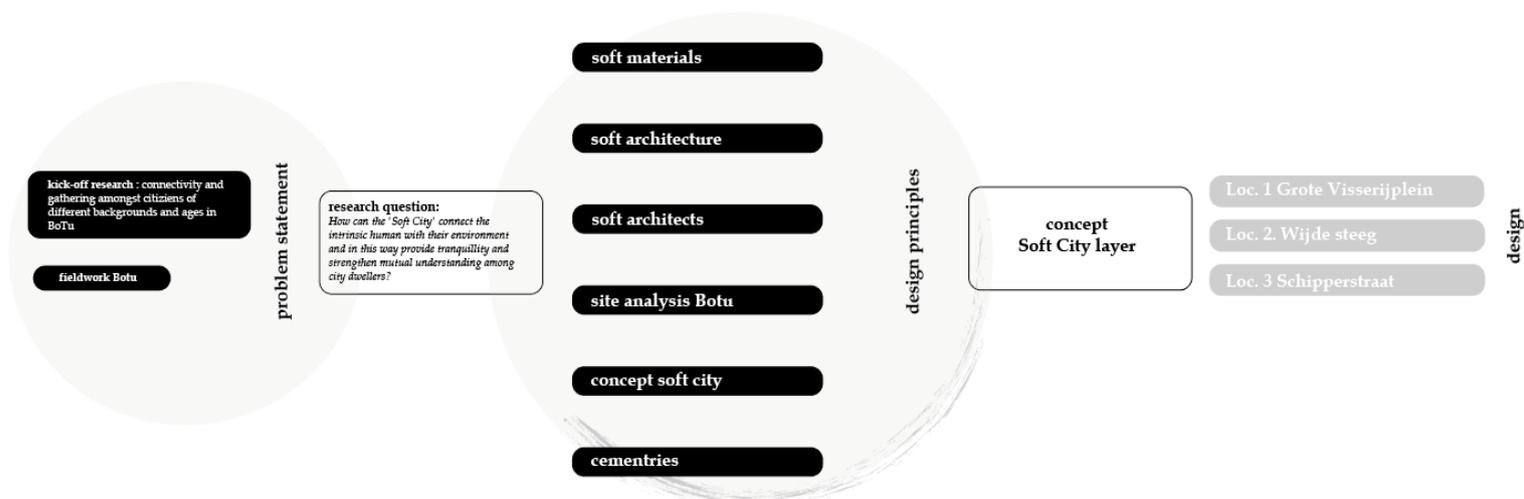 kick-off research : connectivity and
gathering amongst citiziens of
different backgrounds and ages in
BoTu
fieldwork Botu
problem statement
research question:
How can the 'Soft City' connect the
intrinsic human with their environment
and in this way provide tranquillity and
strenghten mutual understanding among
city dwellers?
soft materials
soft architecture
soft architects
site analysis Botu
concept soft city
cementries
design principles
concept
Soft City layer
Loc. 1 Grote Visserijplein
Loc. 2. Wijde steeg
Loc. 3 Schipperstraat
design